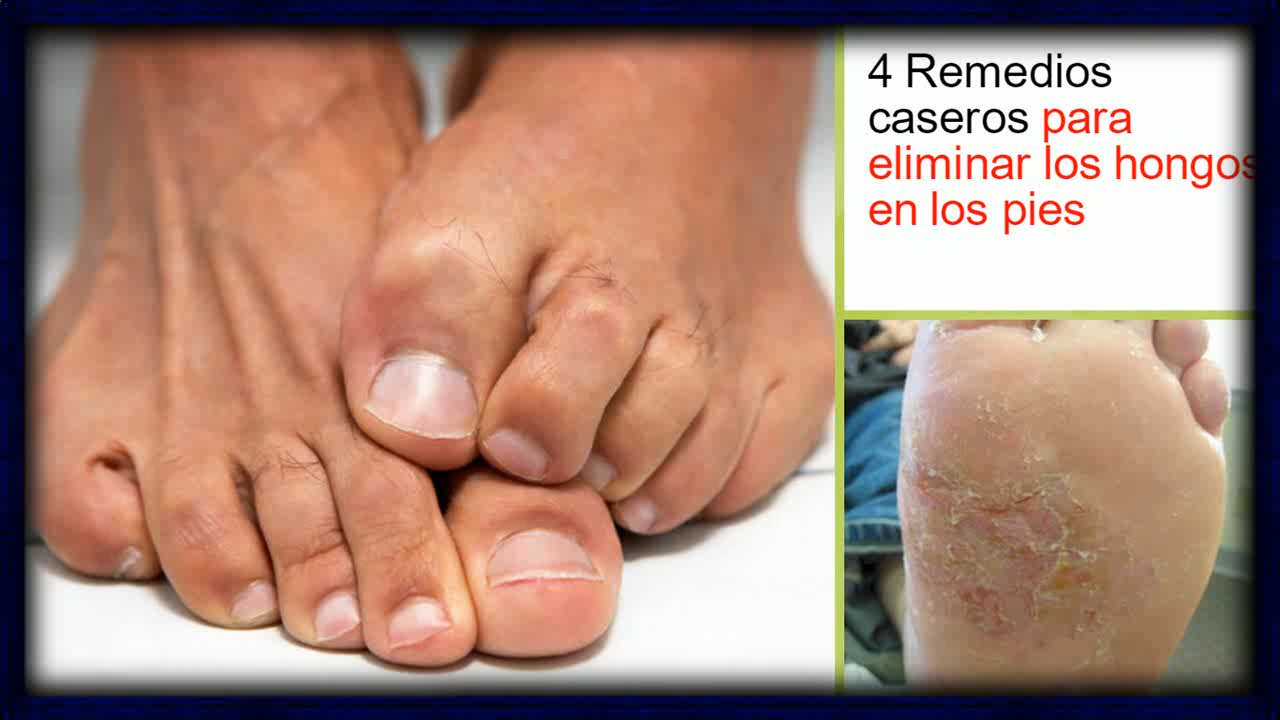 4 Remedios
caseros para
eliminar los hongos
en los pies